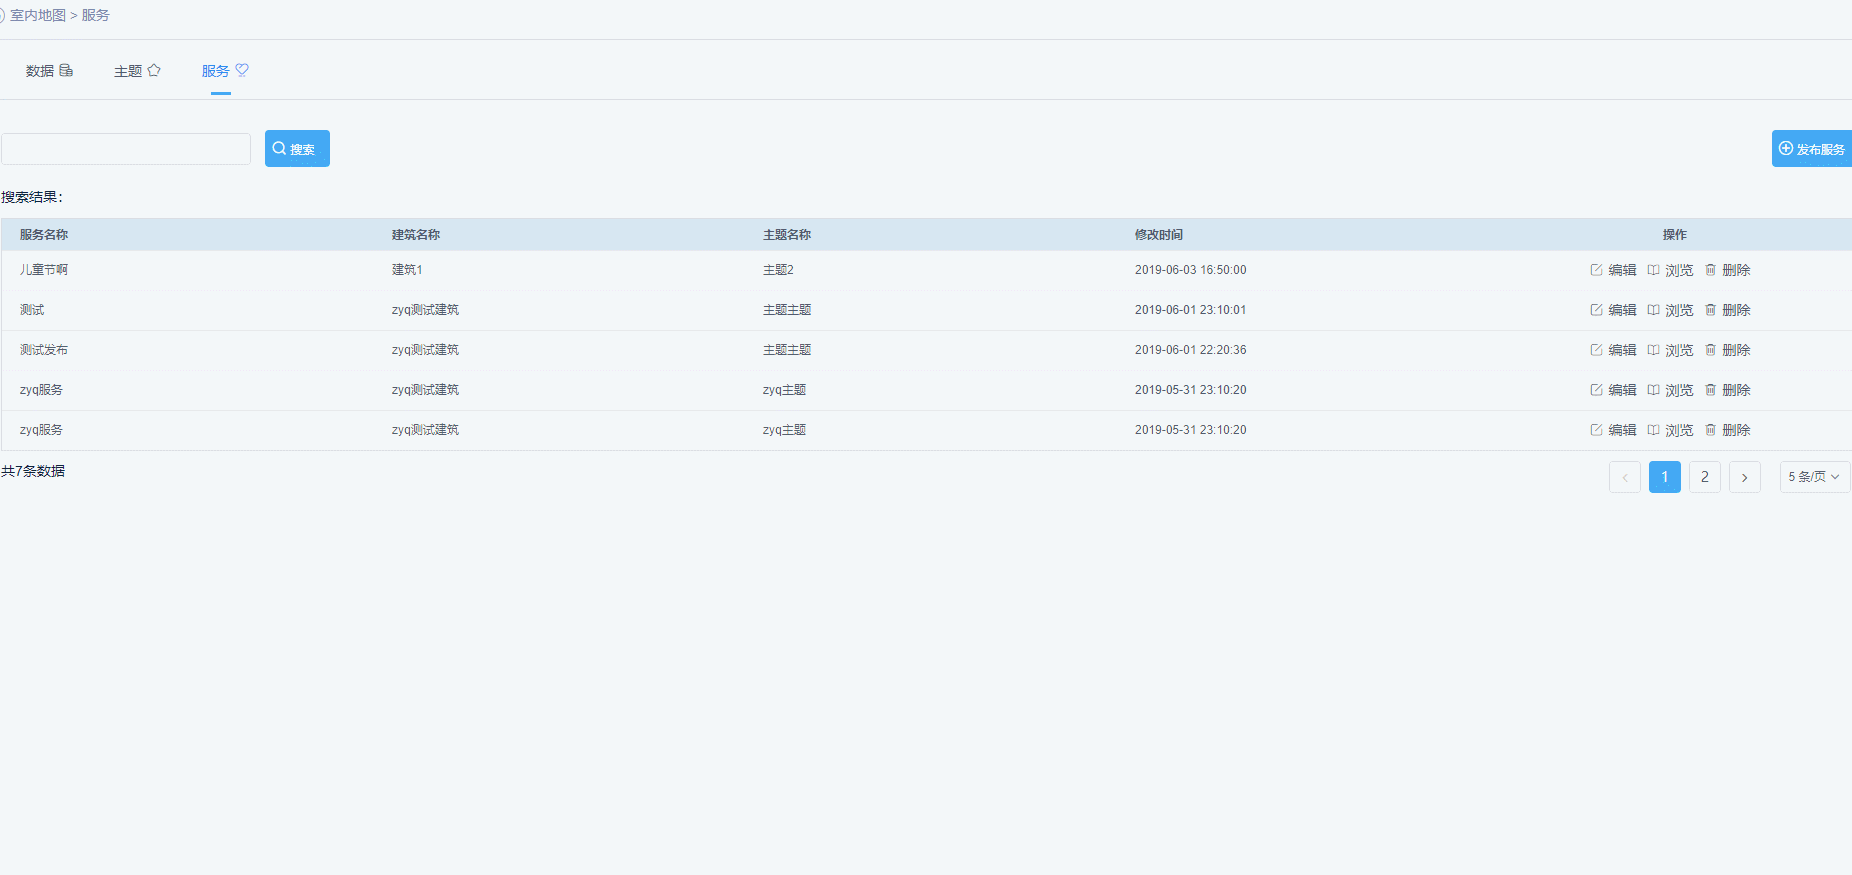 室内地图 > 服务
数据 主题 服务
搜索 发布服务
搜索结果：
服务名称 建筑名称 主题名称 修改时间 操作
儿童节啊 建筑1 主题2 2019-06-03 16:50:00 编辑 浏览 删除
测试 zyq测试建筑 主题主题 2019-06-01 23:10:01 编辑 浏览 删除
测试发布 zyq测试建筑 主题主题 2019-06-01 22:20:36 编辑 浏览 删除
zyq服务 zyq测试建筑 zyq主题 2019-05-31 23:10:20 编辑 浏览 删除
zyq服务 zyq测试建筑 zyq主题 2019-05-31 23:10:20 编辑 浏览 删除
共7条数据 < 1 2 > 5 条/页